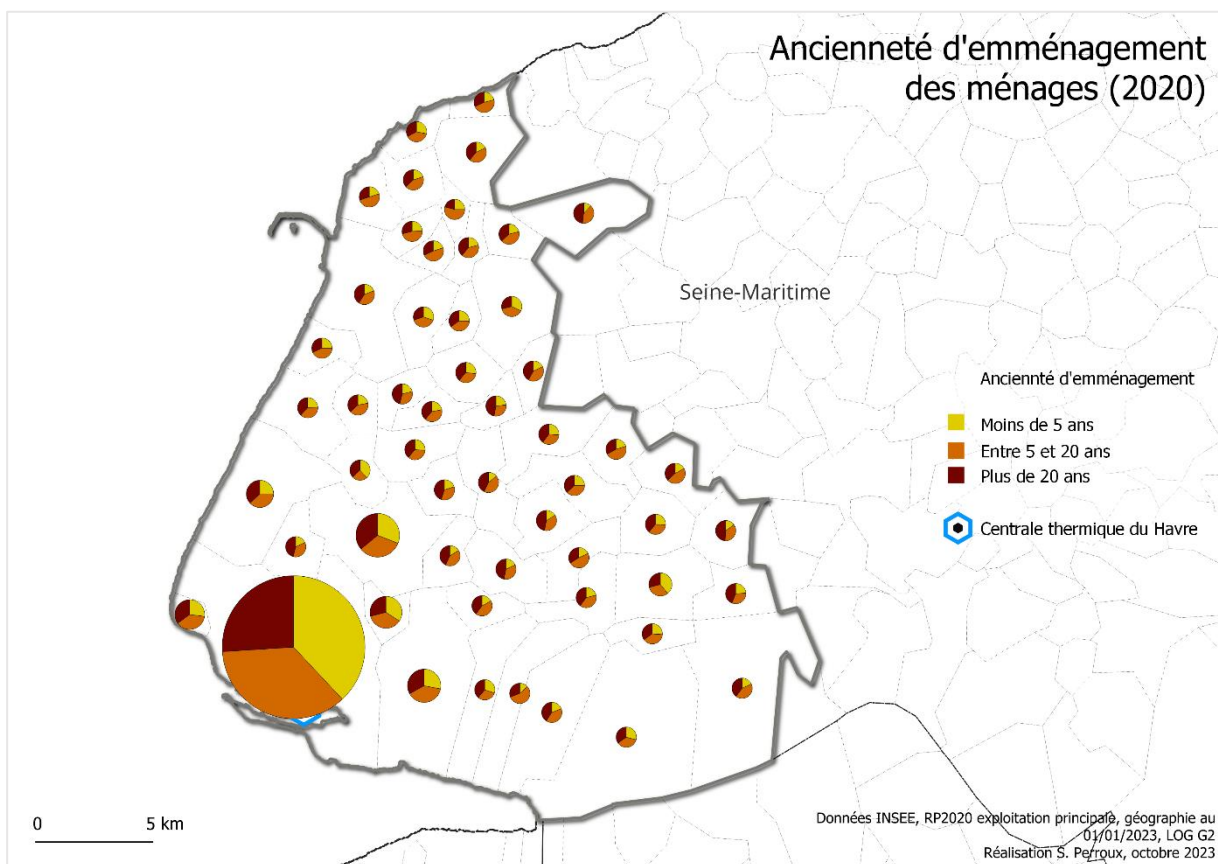 Ancienneté d'emménagement
des ménages (2020)
Seine-Maritime
Anciennté d'emménagement
Moins de 5 ans
Entre 5 et 20 ans
Plus de 20 ans
Centrale thermique du Havre
0 5 km
Données INSEE, RP2020 exploitation principale, géographie au
01/01/2023, LOG G2
Réalisation S. Perroux, octobre 2023